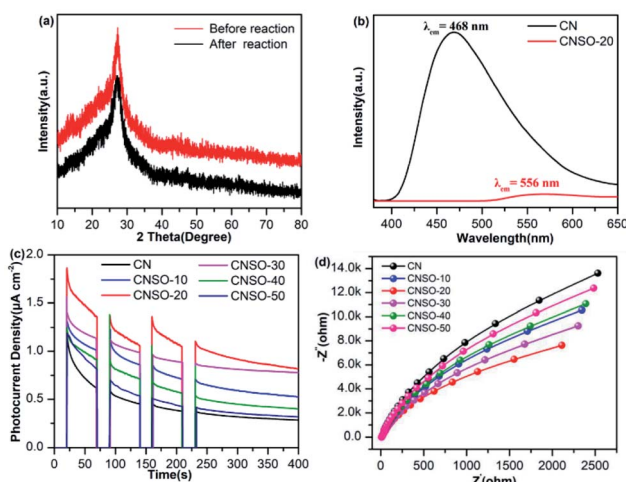 (a)
Before reaction
After reaction
Intensity(a.u.)
10 20 30 40 50 60 70 80
2 Theta(Degree)
(b)
λem= 468 nm
CN
CNSO-20
λem= 556 nm
Intensity(a.u.)
400 450 500 550 600 650
Wavelength(nm)
(c)
CN
CNSO-10
CNSO-20
CNSO-30
CNSO-40
CNSO-50
Photocurrent Density(μA cm-2)
2.0
1.5
1.0
0.5
0.0
0 50 100 150 200 250 300 350 400
Time(s)
(d)
CN
CNSO-10
CNSO-20
CNSO-30
CNSO-40
CNSO-50
-Z''(ohm)
14.0k
12.0k
10.0k
8.0k
6.0k
4.0k
2.0k
0.0
0 500 1000 1500 2000 2500
Z'(ohm)